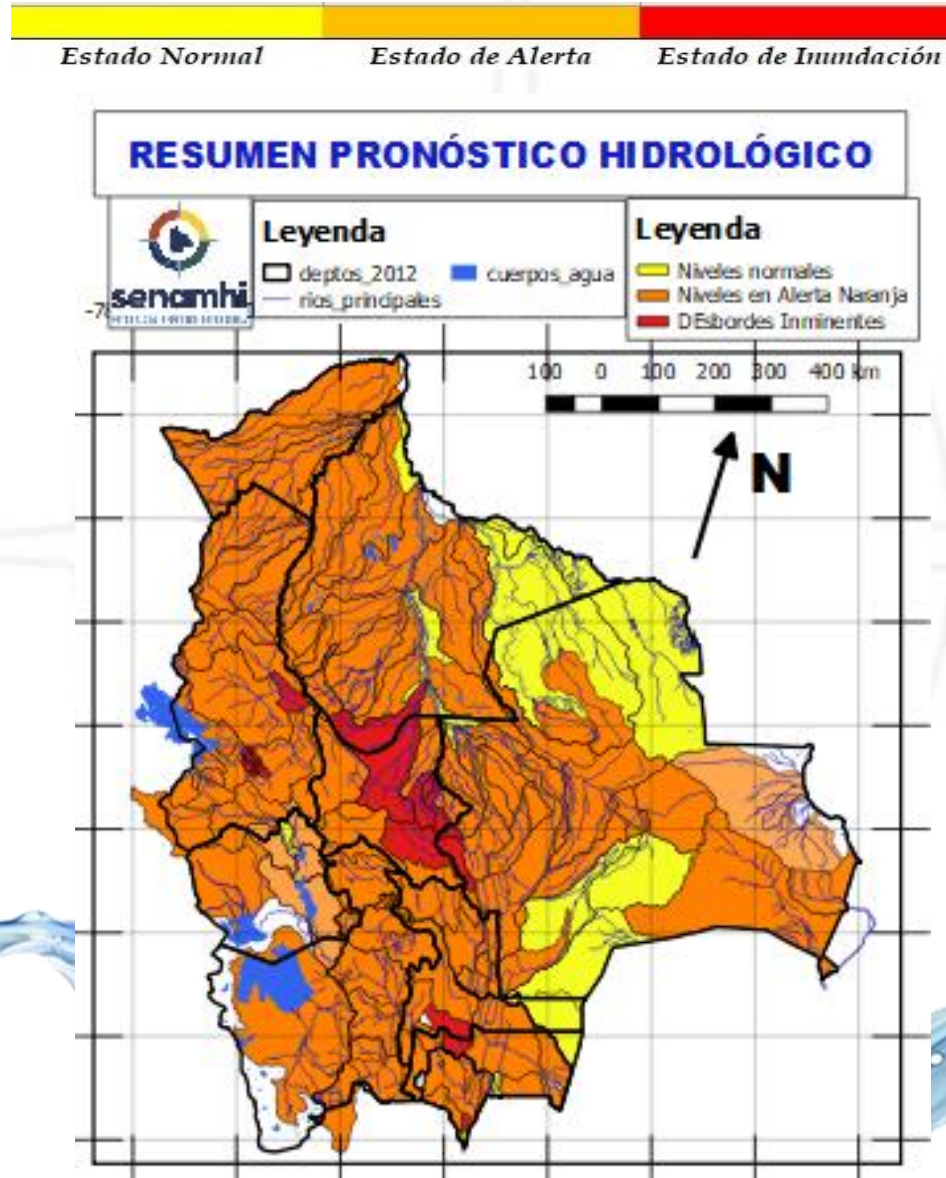 Estado Normal Estado de Alerta Estado de Inundación
RESUMEN PRONÓSTICO HIDROLÓGICO
senamhi
Leyenda
deptos_2012 cuerpos_agua
rios_principales
Leyenda
Niveles normales
Niveles en Alerta Naranja
DEsbordes Inminentes
100 0 100 200 300 400 km
N